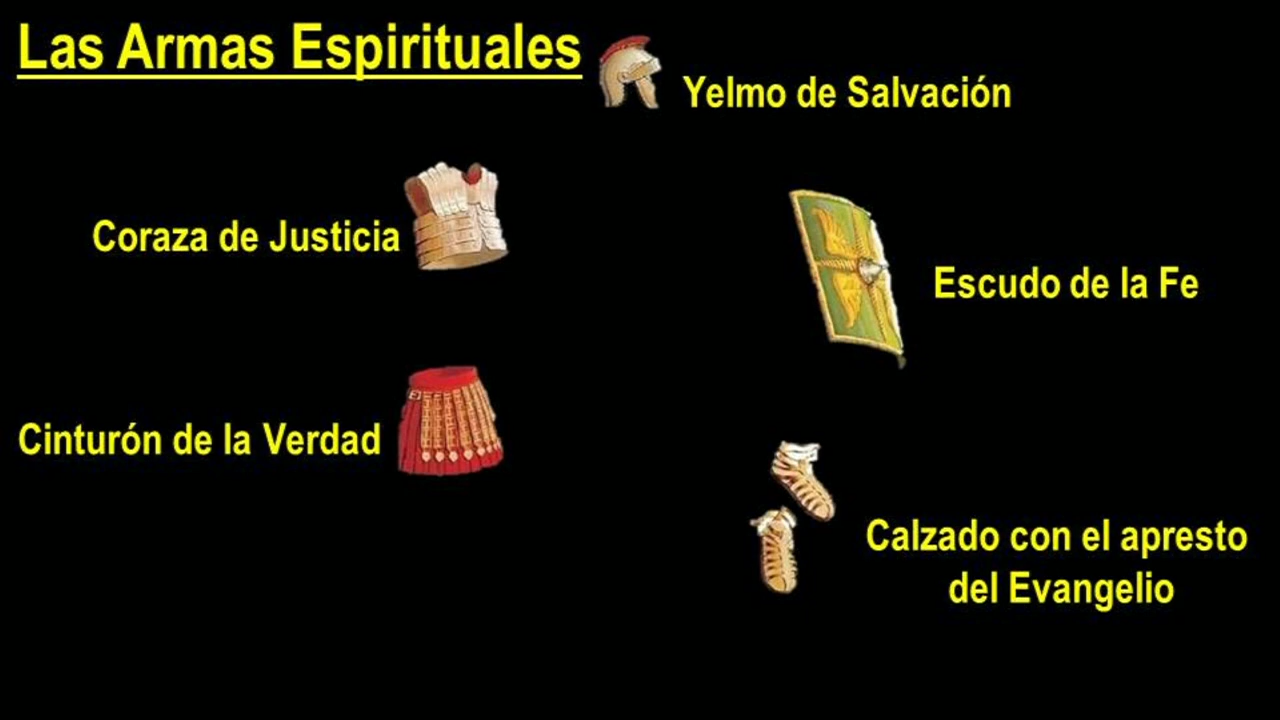 Las Armas Espirituales
Yelmo de Salvación
Coraza de Justicia
Escudo de la Fe
Cinturón de la Verdad
Calzado con el apresto
del Evangelio